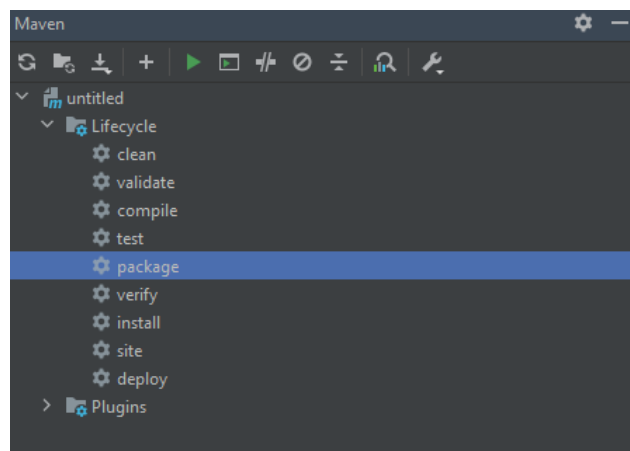 Maven
untitled
Lifecycle
clean
validate
compile
test
package
verify
install
site
deploy
Plugins